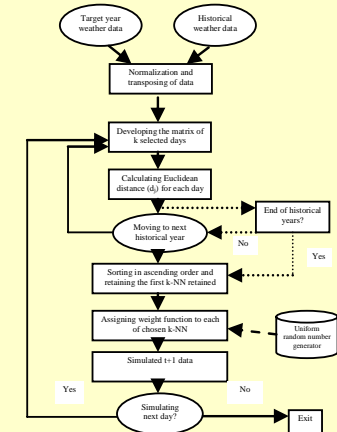 Target year
weather data
Historical
weather data
Normalization and
transposing of data
Developing the matrix of
k selected days
Calculating Euclidean
distance (dj) for each day
End of historical
years?
Moving to next
historical year
No
Yes
Sorting in ascending order and
retaining the first k-NN retained
Assigning weight function to each
of chosen k-NN
Uniform
random number
generator
Simulated t+1 data
Yes
No
Simulating
next day?
Exit